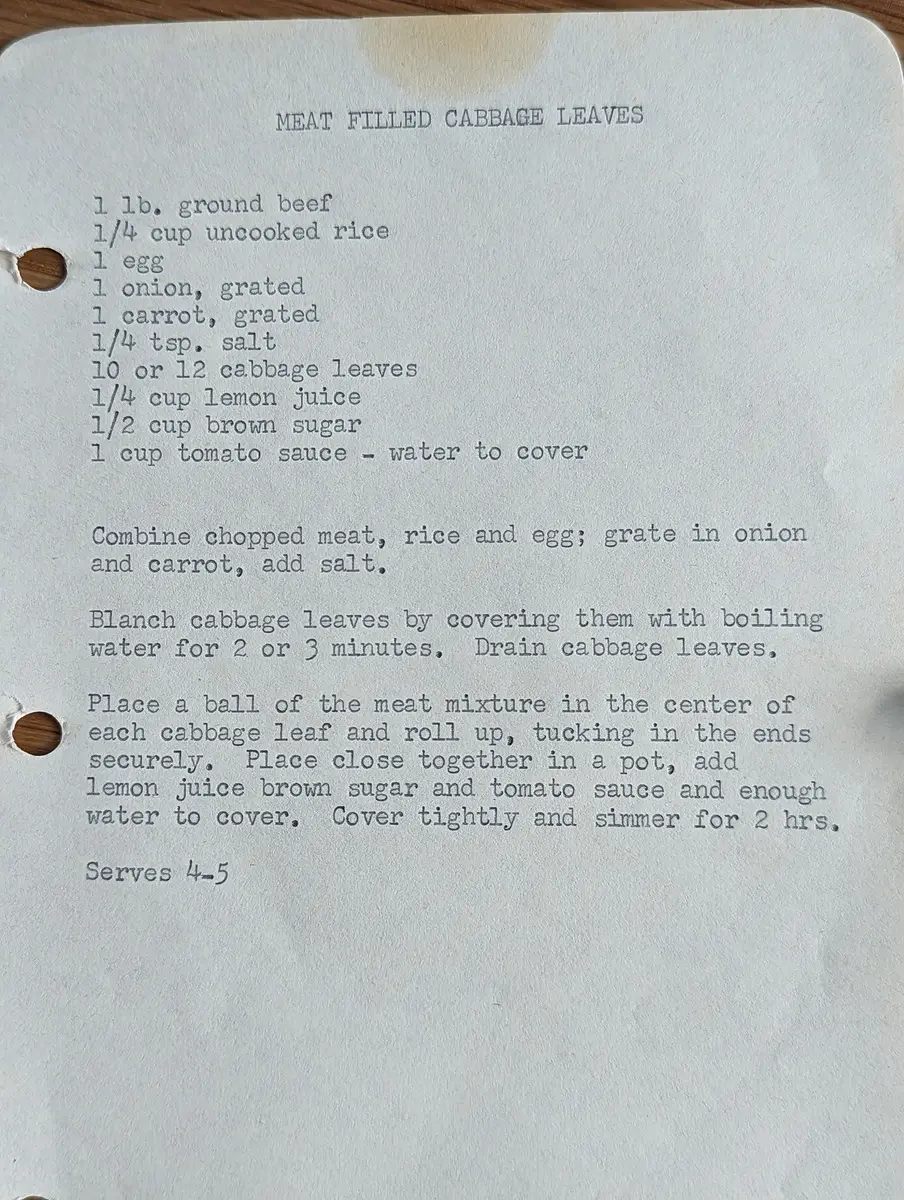 MEAT FILLED CABBAGE LEAVES
1 lb. ground beef
1/4 cup uncooked rice
1 egg
1 onion, grated
1 carrot, grated
1/4 tsp. salt
10 or 12 cabbage leaves
1/4 cup lemon juice
1/2 cup brown sugar
1 cup tomato sauce - water to cover
Combine chopped meat, rice and egg; grate in onion
and carrot, add salt.
Blanch cabbage leaves by covering them with boiling
water for 2 or 3 minutes. Drain cabbage leaves.
Place a ball of the meat mixture in the center of
each cabbage leaf and roll up, tucking in the ends
securely. Place close together in a pot, add
lemon juice brown sugar and tomato sauce and enough
water to cover. Cover tightly and simmer for 2 hrs.
Serves 4-5